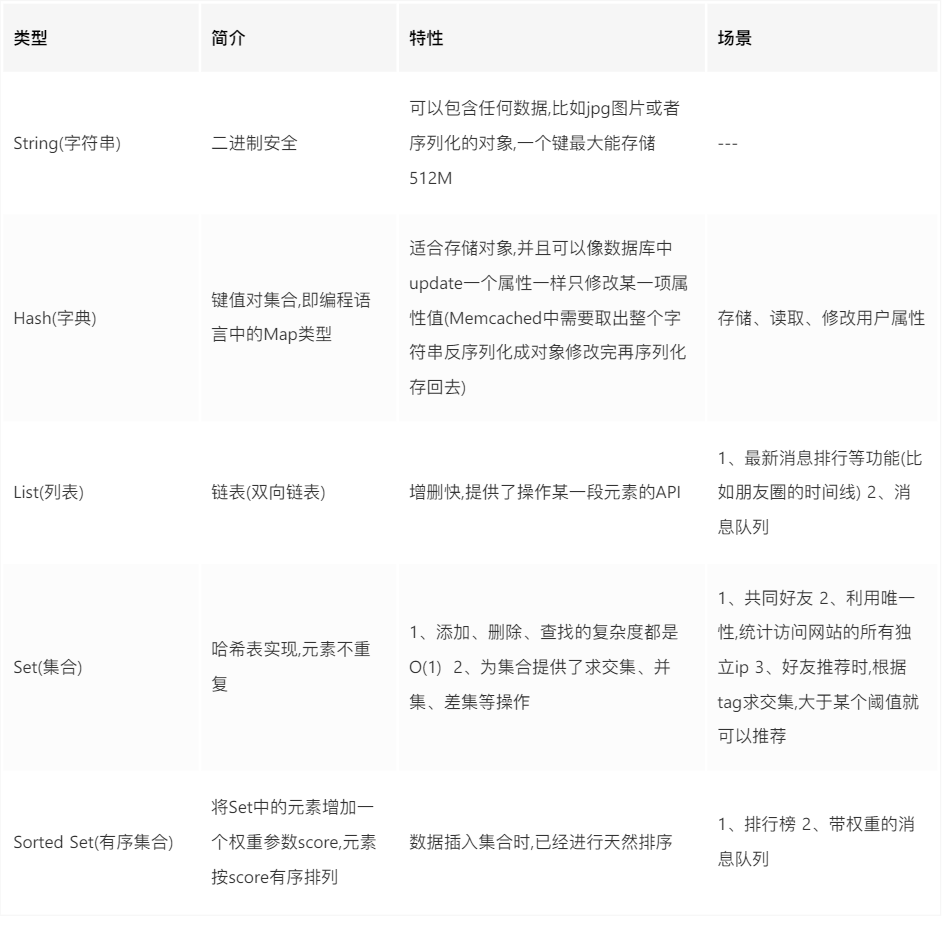 类型
简介
特性
场景
String(字符串)
二进制安全
可以包含任何数据,比如jpg图片或者
序列化的对象,一个键最大能存储
512M
---
Hash(字典)
键值对集合,即编程语
言中的Map类型
适合存储对象,并且可以像数据库中
update一个属性一样只修改某一项属
性值(Memcached中需要取出整个字
符串反序列化成对象修改完再序列化
存回去)
存储、读取、修改用户属性
List(列表)
链表(双向链表)
增删快,提供了操作某一段元素的API
1、最新消息排行等功能(比
如朋友圈的时间线) 2、消
息队列
Set(集合)
哈希表实现,元素不重
复
1、添加、删除、查找的复杂度都是
O(1) 2、为集合提供了求交集、并
集、差集等操作
1、共同好友 2、利用唯一
性,统计访问网站的所有独
立ip 3、好友推荐时,根据
tag求交集,大于某个阈值就
可以推荐
Sorted Set(有序集合)
将Set中的元素增加一
个权重参数score,元素
按score有序排列
数据插入集合时,已经进行天然排序
1、排行榜 2、带权重的消
息队列